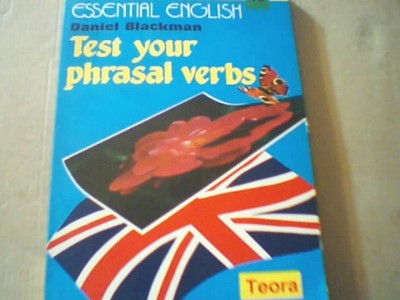 ESSENTIAL ENGLISH
Daniel Blackman
Test your
phrasal verbs
Teora